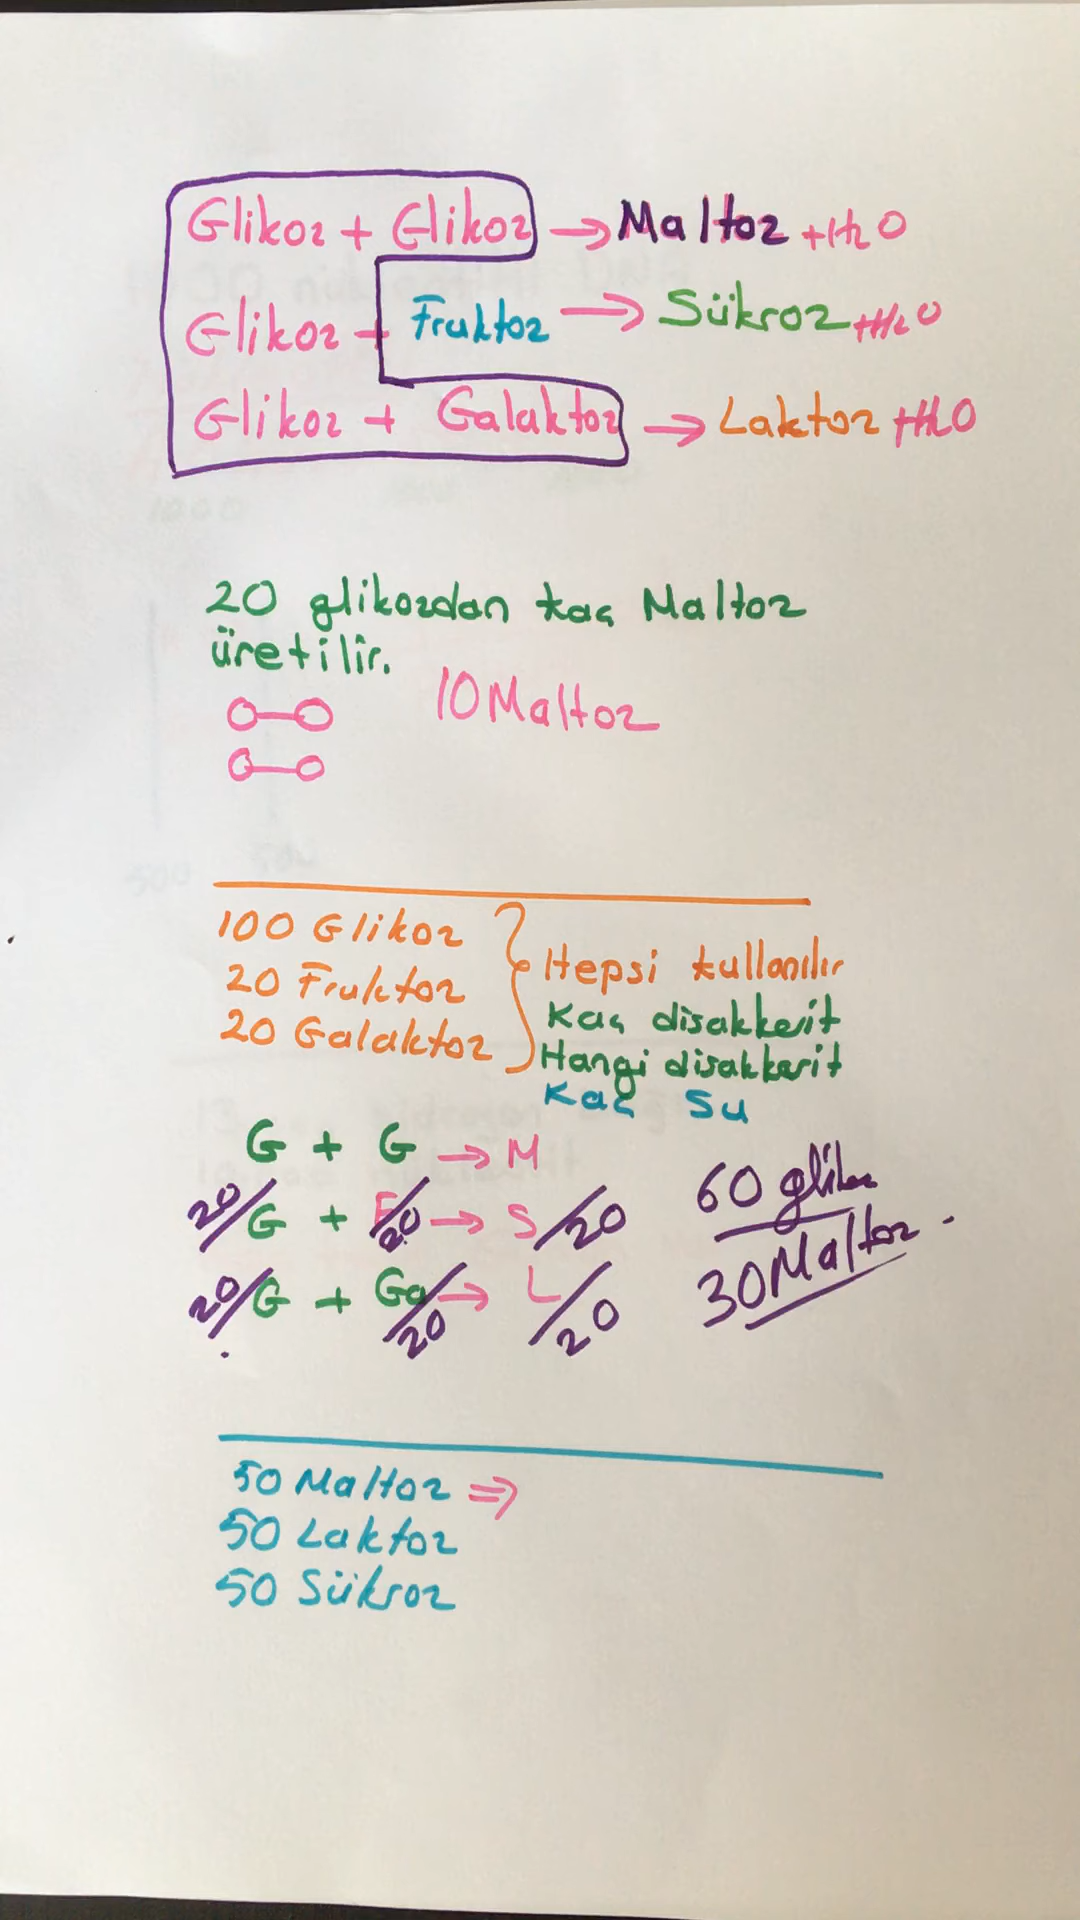 Glikoz + Glikoz → Maltoz + H2O
Glikoz + Fruktoz → Sükroz + H2O
Glikoz + Galaktoz → Laktoz + H2O
20 glikozdan kaç Maltoz
üretilir.
10 Maltoz
100 Glikoz
20 Fruktoz
20 Galaktoz
Hepsi kullanılır
Kaç disakkarit
Hangi disakkarit
Kaç Su
G + G → M
20/G + F/20 → S/20
20/G + Ga/20 → L/20
60 glikoz
30 Maltoz
50 Maltoz ⇒
50 Laktoz
50 Sükroz